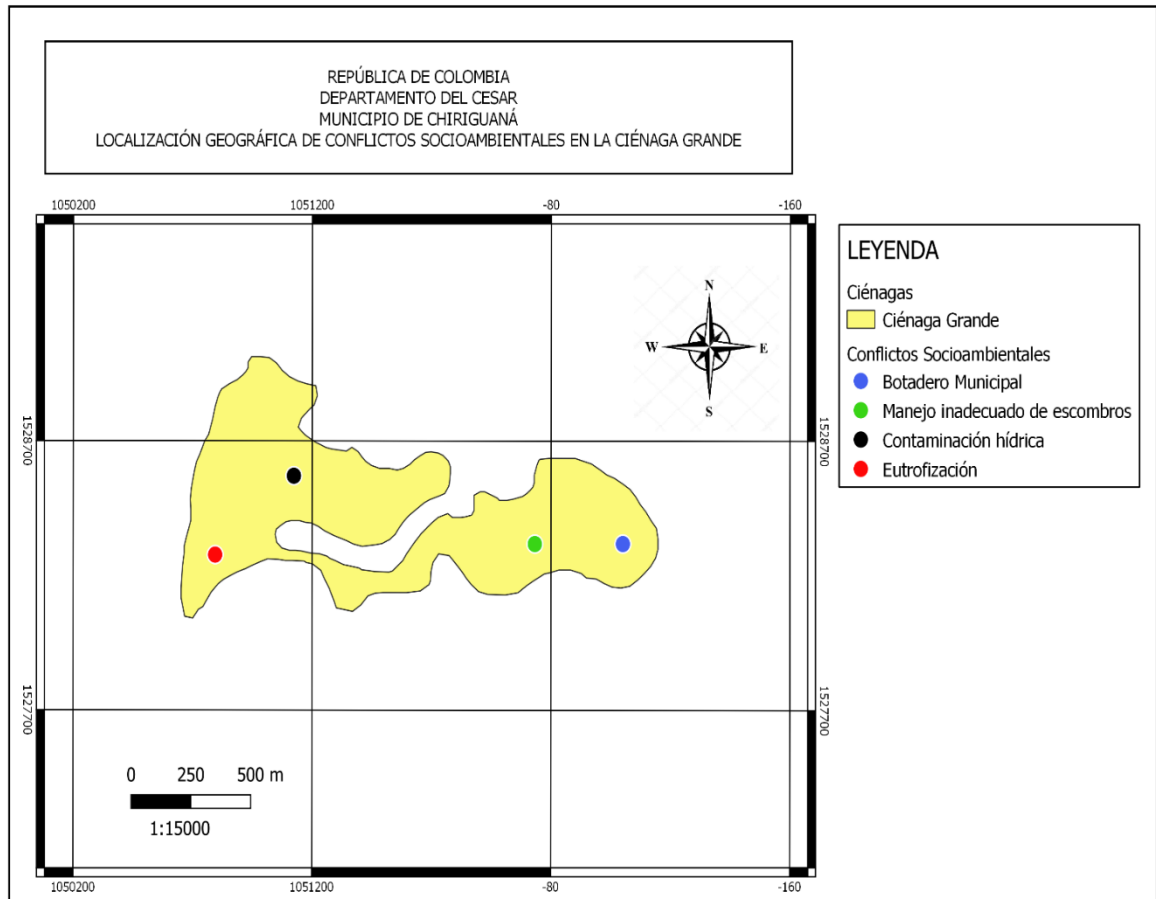 REPÚBLICA DE COLOMBIA
DEPARTAMENTO DEL CESAR
MUNICIPIO DE CHIRIGUANÁ
LOCALIZACIÓN GEOGRÁFICA DE CONFLICTOS SOCIOAMBIENTALES EN LA CIÉNAGA GRANDE
1050200 1051200 -80 -160
N
W E
S
1528700 1528700
1527700 1527700
0 250 500 m
1:15000
1050200 1051200 -80 -160
LEYENDA
Ciénagas
Ciénaga Grande
Conflictos Socioambientales
Botadero Municipal
Manejo inadecuado de escombros
Contaminación hídrica
Eutrofización